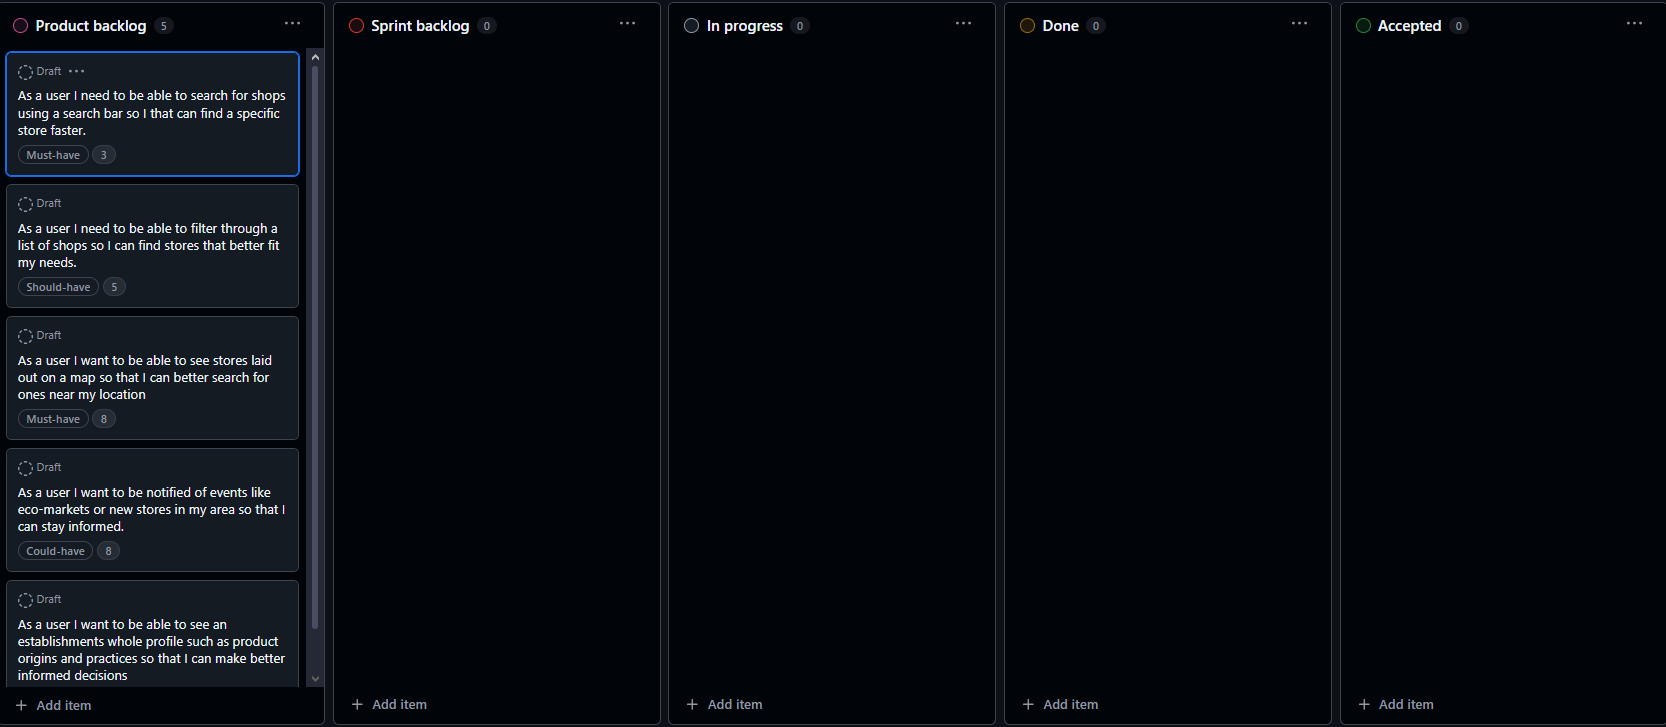 Product backlog 5
Draft
As a user I need to be able to search for shops
using a search bar so I that can find a specific
store faster.
Must-have 3
Draft
As a user I need to be able to filter through a
list of shops so I can find stores that better fit
my needs.
Should-have 5
Draft
As a user I want to be able to see stores laid
out on a map so that I can better search for
ones near my location
Must-have 8
Draft
As a user I want to be notified of events like
eco-markets or new stores in my area so that I
can stay informed.
Could-have 8
Draft
As a user I want to be able to see an
establishments whole profile such as product
origins and practices so that I can make better
informed decisions
Add item
Sprint backlog 0
Add item
In progress 0
Add item
Done 0
Add item
Accepted 0
Add item